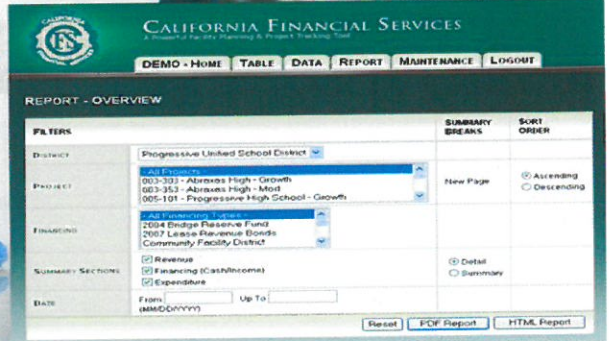 CALIFORNIA
CFS
FINANCIAL SERVICES
CALIFORNIA FINANCIAL SERVICES
A Powerful Facility Planning & Project Tracking Tool
DEMO - HOME TABLE DATA REPORT MAINTENANCE LOGOUT
REPORT - OVERVIEW
FILTERS SUMMARY BREAKS SORT ORDER
DISTRICT Progressive Unified School District
PROJECT
- All Projects -
003-303 - Abraxas High - Growth
003-353 - Abraxas High - Mod
005-101 - Progressive High School - Growth
New Page
Ascending
Descending
FINANCING
- All Financing Types -
2004 Bridge Reserve Fund
2007 Lease Revenue Bonds
Community Facility District
SUMMARY SECTIONS
Revenue
Financing (Cash/Income)
Expenditure
Detail
Summary
DATE From Up To
(MM/DD/YYYY)
Reset PDF Report HTML Report